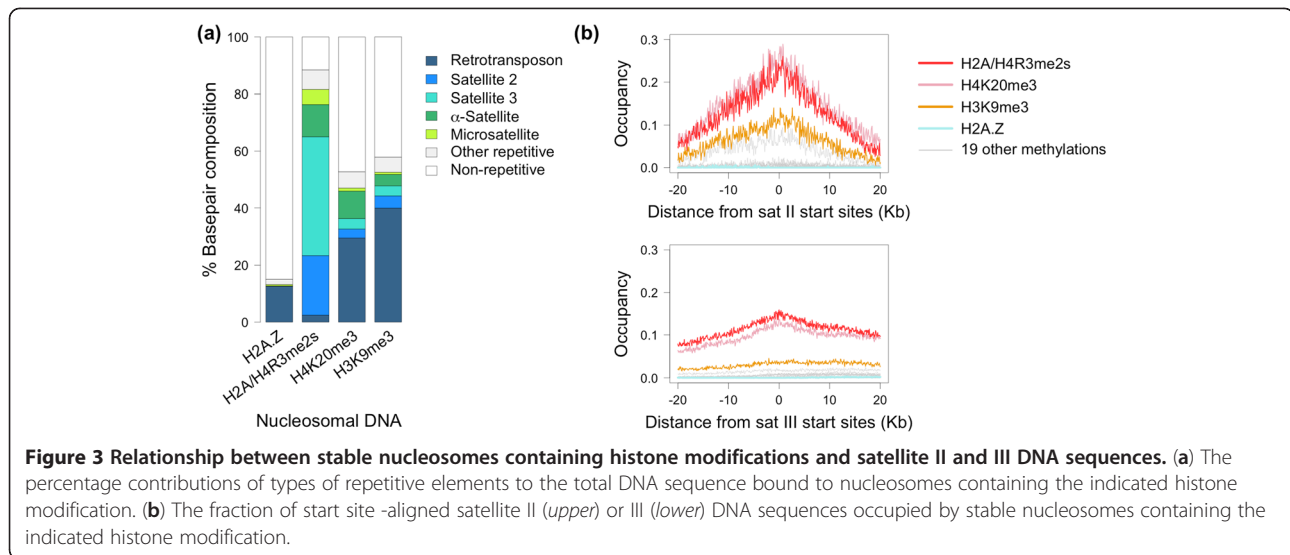 (a)
100
80
60
40
20
0
% Basepair composition
H2A.Z
H2A/H4R3me2s
H4K20me3
H3K9me3
Nucleosomal DNA
Retrotransposon
Satellite 2
Satellite 3
α-Satellite
Microsatellite
Other repetitive
Non-repetitive
(b)
0.3
0.2
0.1
0.0
Occupancy
-20 -10 0 10 20
Distance from sat II start sites (Kb)
0.3
0.2
0.1
0.0
Occupancy
-20 -10 0 10 20
Distance from sat III start sites (Kb)
H2A/H4R3me2s
H4K20me3
H3K9me3
H2A.Z
19 other methylations
Figure 3 Relationship between stable nucleosomes containing histone modifications and satellite II and III DNA sequences. (a) The
percentage contributions of types of repetitive elements to the total DNA sequence bound to nucleosomes containing the indicated histone
modification. (b) The fraction of start site -aligned satellite II (upper) or III (lower) DNA sequences occupied by stable nucleosomes containing the
indicated histone modification.